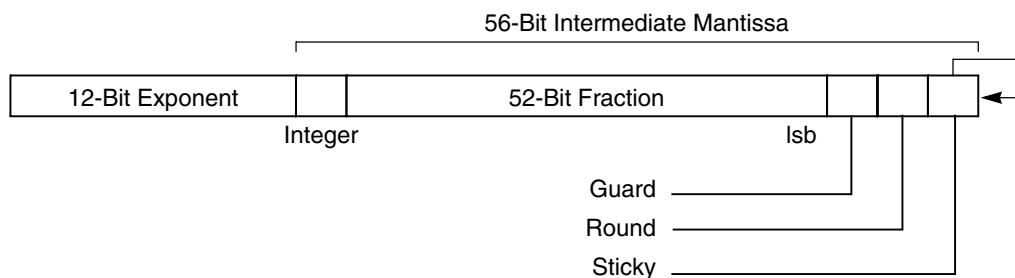 56-Bit Intermediate Mantissa
12-Bit Exponent 52-Bit Fraction
Integer lsb
Guard
Round
Sticky